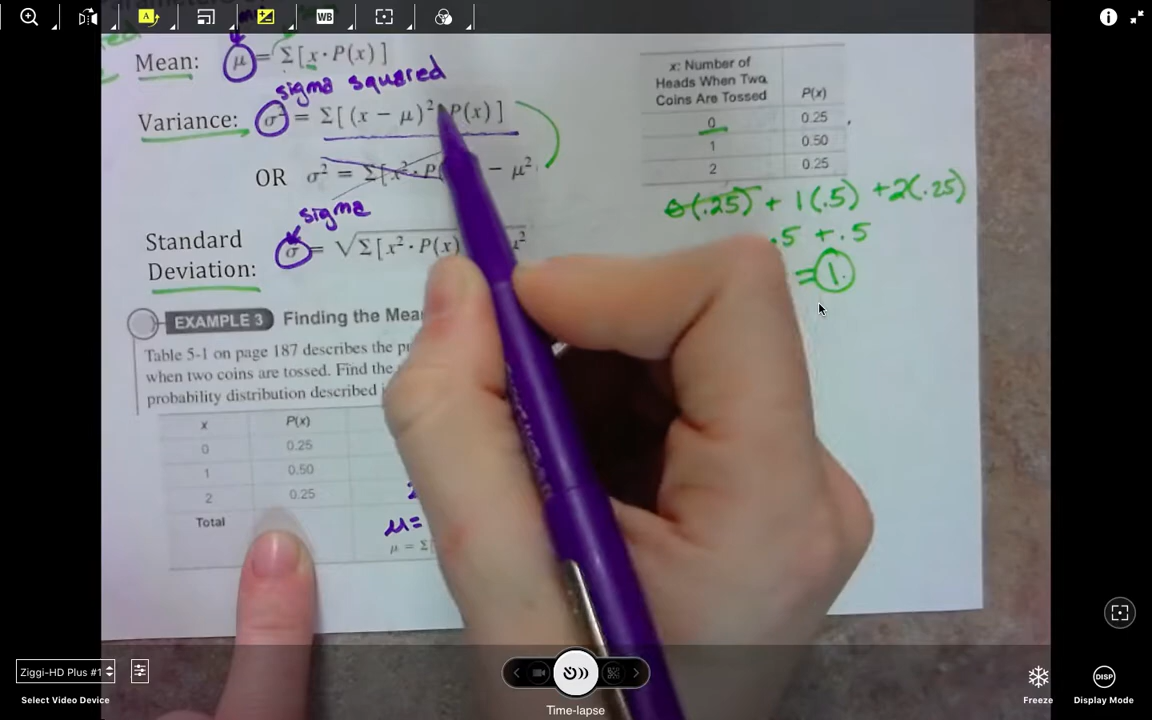 A
WB
Mean: μ = Σ[x · P(x)]
sigma squared
Variance: σ² = Σ[(x − μ)² P(x)]
OR σ² = Σ[x² · P − μ²
sigma
Standard
Deviation: σ = √Σ[x² · P(x) μ²
EXAMPLE 3 Finding the Mea
Table 5-1 on page 187 describes the
when two coins are tossed. Find the
probability distribution described
x P(x)
0 0.25
1 0.50
2 0.25
Total
μ=
μ = Σ[
x: Number of
Heads When Two
Coins Are Tossed P(x)
0 0.25
1 0.50
2 0.25
0(.25) + 1(.5) + 2(.25)
.5 + .5
= 1
Ziggi-HD Plus #1
Select Video Device
Time-lapse
Freeze
DISP
Display Mode